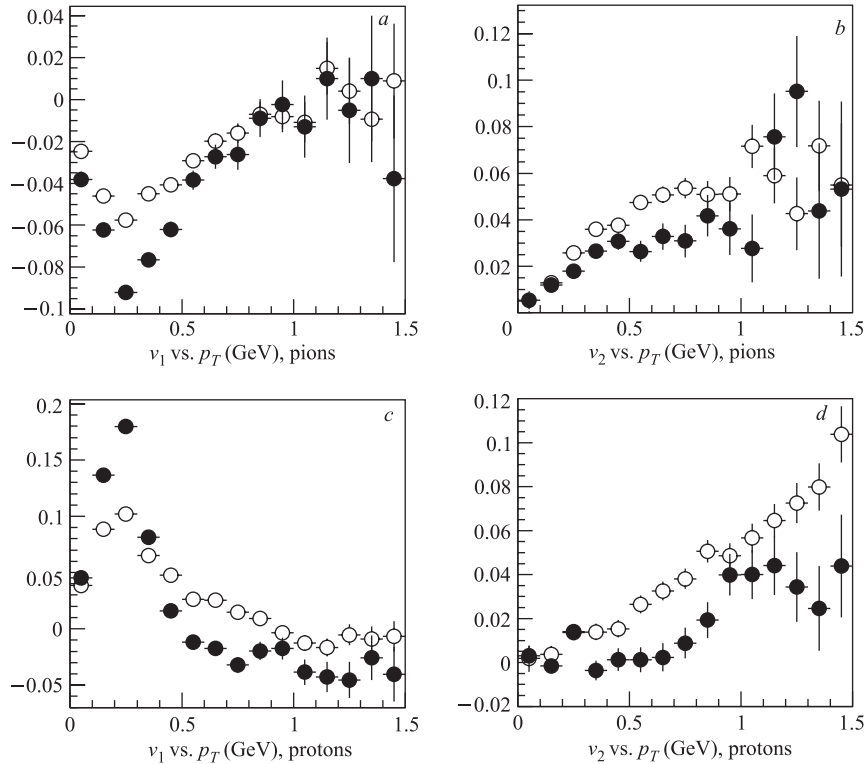 a
0.04
0.02
0
−0.02
−0.04
−0.06
−0.08
−0.1
0 0.5 1 1.5
v1 vs. pT (GeV), pions
b
0.12
0.1
0.08
0.06
0.04
0.02
0 0.5 1 1.5
v2 vs. pT (GeV), pions
c
0.2
0.15
0.1
0.05
0
−0.05
0 0.5 1 1.5
v1 vs. pT (GeV), protons
d
0.12
0.1
0.08
0.06
0.04
0.02
0
−0.02
0 0.5 1 1.5
v2 vs. pT (GeV), protons